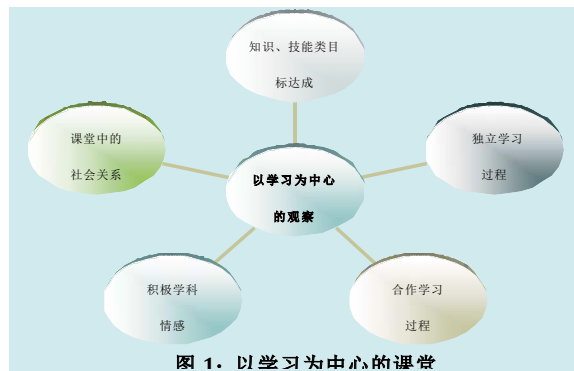 知识、技能类目
标达成
课堂中的
社会关系
独立学习
过程
以学习为中心
的观察
积极学科
情感
合作学习
过程
图 1: 以学习为中心的课堂